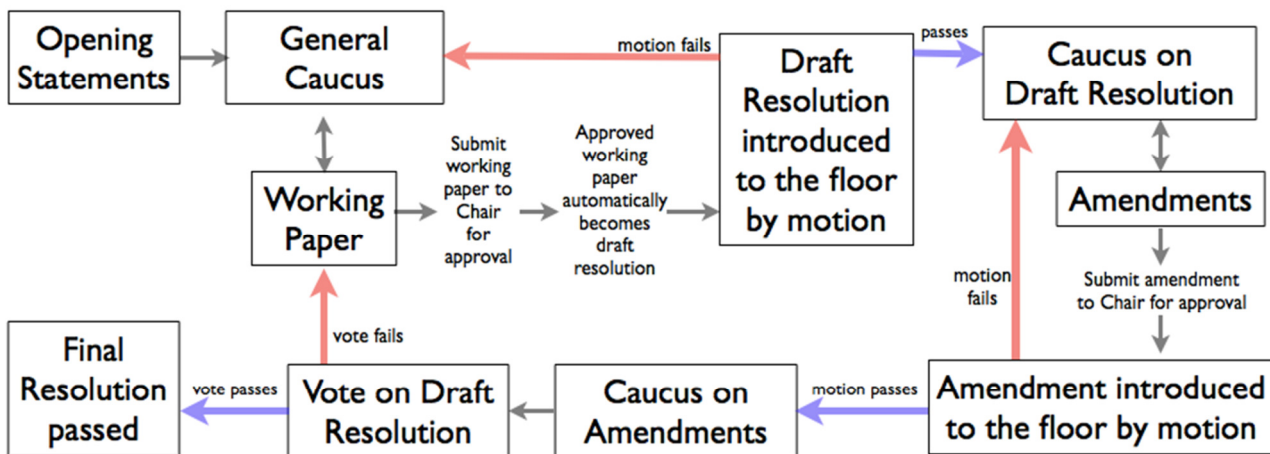 Opening
Statements
General
Caucus
motion fails
Draft
Resolution
introduced
to the floor
by motion
passes
Caucus on
Draft Resolution
Working
Paper
Submit
working
paper to
Chair
for
approval
Approved
working
paper
automatically
becomes
draft
resolution
Amendments
motion
fails
Submit amendment
to Chair for approval
vote fails
Final
Resolution
passed
vote passes
Vote on Draft
Resolution
Caucus on
Amendments
motion passes
Amendment introduced
to the floor by motion